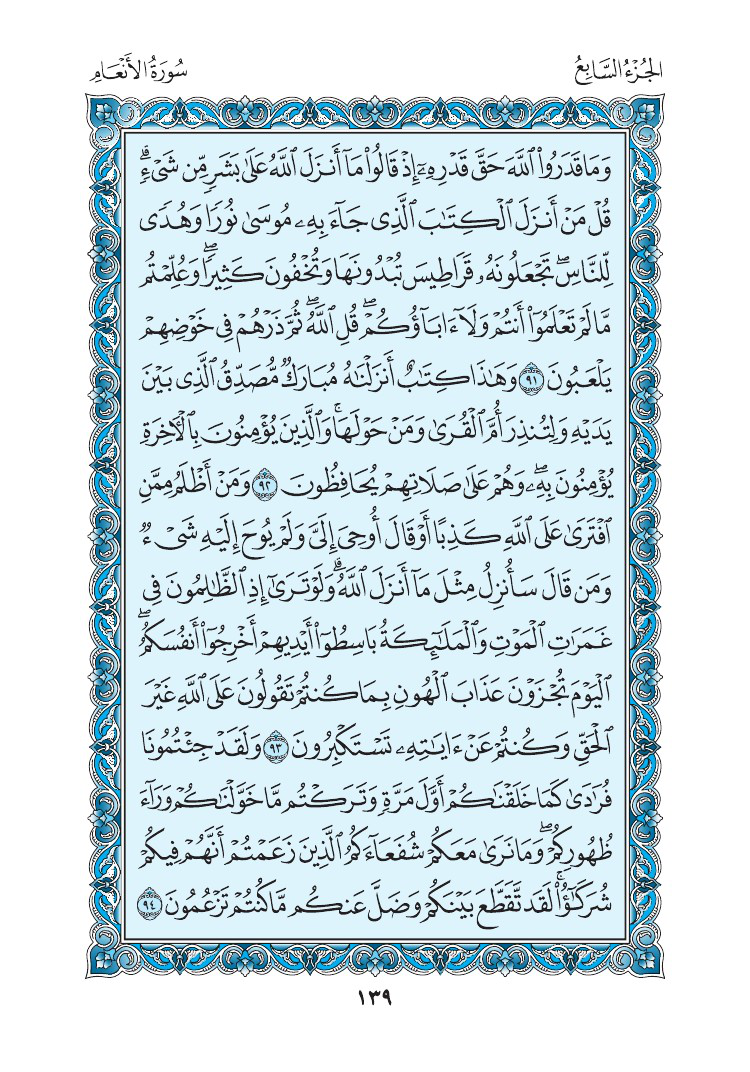 الجُزْءُ السَّابِعُ
سُورَةُ الأَنْعَامِ
وَمَا قَدَرُوا۟ ٱللَّهَ حَقَّ قَدْرِهِۦٓ إِذْ قَالُوا۟ مَآ أَنزَلَ ٱللَّهُ عَلَىٰ بَشَرٍ مِّن شَىْءٍ ۗ
قُلْ مَنْ أَنزَلَ ٱلْكِتَٰبَ ٱلَّذِى جَآءَ بِهِۦ مُوسَىٰ نُورًا وَهُدًى
لِّلنَّاسِ ۖ تَجْعَلُونَهُۥ قَرَاطِيسَ تُبْدُونَهَا وَتُخْفُونَ كَثِيرًا ۖ وَعُلِّمْتُم
مَّا لَمْ تَعْلَمُوٓا۟ أَنتُمْ وَلَآ ءَابَآؤُكُمْ ۖ قُلِ ٱللَّهُ ۖ ثُمَّ ذَرْهُمْ فِى خَوْضِهِمْ
يَلْعَبُونَ ٩١ وَهَٰذَا كِتَٰبٌ أَنزَلْنَٰهُ مُبَارَكٌ مُّصَدِّقُ ٱلَّذِى بَيْنَ
يَدَيْهِ وَلِتُنذِرَ أُمَّ ٱلْقُرَىٰ وَمَنْ حَوْلَهَا ۚ وَٱلَّذِينَ يُؤْمِنُونَ بِٱلْءَاخِرَةِ
يُؤْمِنُونَ بِهِۦ ۖ وَهُمْ عَلَىٰ صَلَاتِهِمْ يُحَافِظُونَ ٩٢ وَمَنْ أَظْلَمُ مِمَّنِ
ٱفْتَرَىٰ عَلَى ٱللَّهِ كَذِبًا أَوْ قَالَ أُوحِىَ إِلَىَّ وَلَمْ يُوحَ إِلَيْهِ شَىْءٌ
وَمَن قَالَ سَأُنزِلُ مِثْلَ مَآ أَنزَلَ ٱللَّهُ ۗ وَلَوْ تَرَىٰٓ إِذِ ٱلظَّٰلِمُونَ فِى
غَمَرَٰتِ ٱلْمَوْتِ وَٱلْمَلَٰٓئِكَةُ بَاسِطُوٓا۟ أَيْدِيهِمْ أَخْرِجُوٓا۟ أَنفُسَكُمُ ۖ
ٱلْيَوْمَ تُجْزَوْنَ عَذَابَ ٱلْهُونِ بِمَا كُنتُمْ تَقُولُونَ عَلَى ٱللَّهِ غَيْرَ
ٱلْحَقِّ وَكُنتُمْ عَنْ ءَايَٰتِهِۦ تَسْتَكْبِرُونَ ٩٣ وَلَقَدْ جِئْتُمُونَا
فُرَٰدَىٰ كَمَا خَلَقْنَٰكُمْ أَوَّلَ مَرَّةٍ وَتَرَكْتُم مَّا خَوَّلْنَٰكُمْ وَرَآءَ
ظُهُورِكُمْ ۖ وَمَا نَرَىٰ مَعَكُمْ شُفَعَآءَكُمُ ٱلَّذِينَ زَعَمْتُمْ أَنَّهُمْ فِيكُمْ
شُرَكَٰٓؤُا۟ ۚ لَقَد تَّقَطَّعَ بَيْنَكُمْ وَضَلَّ عَنكُم مَّا كُنتُمْ تَزْعُمُونَ ٩٤
١٣٩